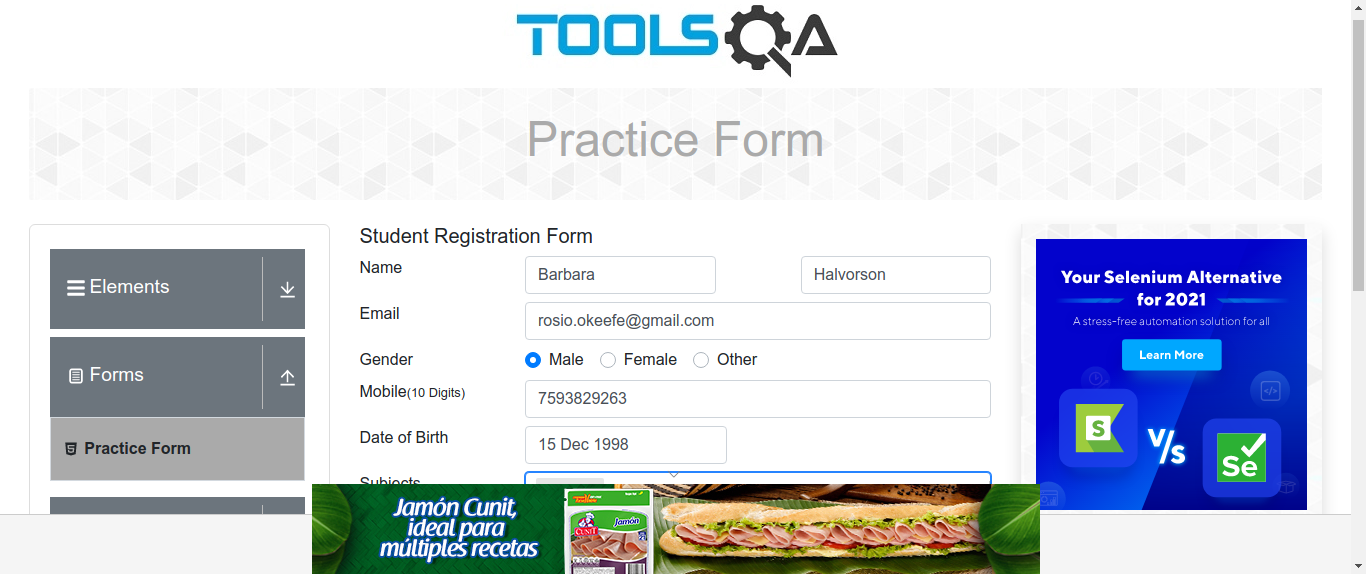 TOOLSQA
Practice Form
Elements
Forms
Practice Form
Student Registration Form
Name
Barbara
Halvorson
Email
rosio.okeefe@gmail.com
Gender
Male
Female
Other
Mobile(10 Digits)
7593829263
Date of Birth
15 Dec 1998
Subjects
Your Selenium Alternative
for 2021
A stress-free automation solution for all
Learn More
S
V/s
Se
Jamón Cunit,
ideal para
múltiples recetas
CUNIT
Jamón